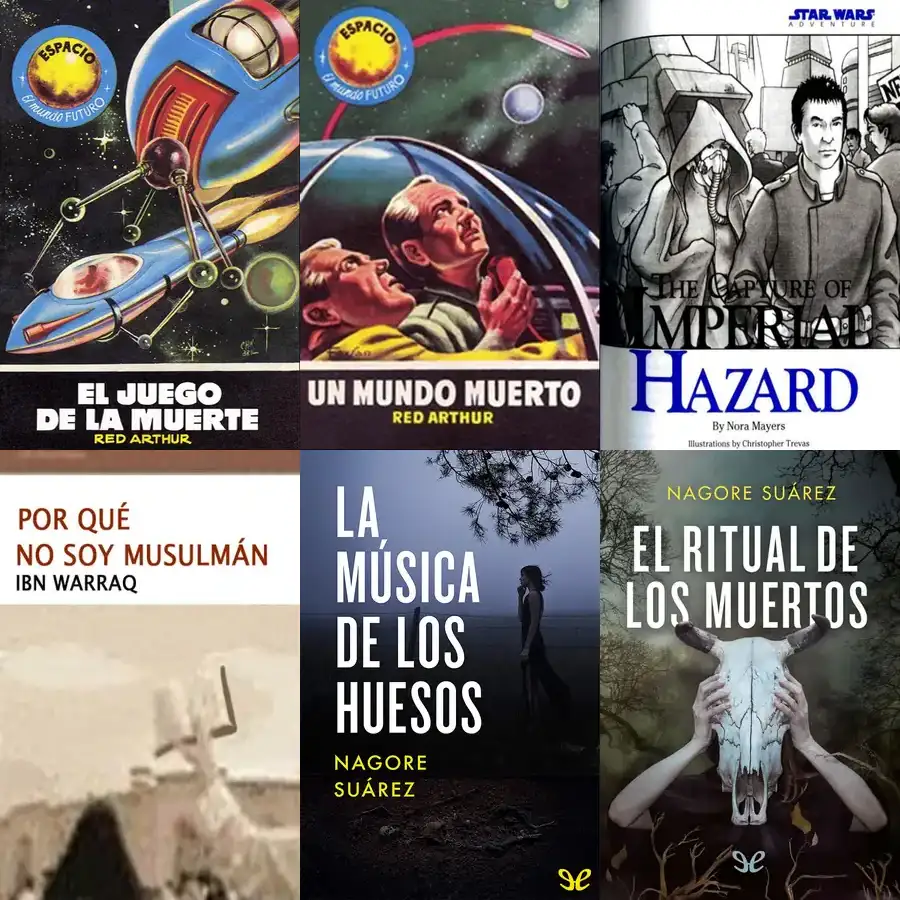 ESPACIO
El mundo FUTURO
EL JUEGO
DE LA MUERTE
RED ARTHUR
ESPACIO
El mundo FUTURO
UN MUNDO MUERTO
RED ARTHUR
STAR WARS
ADVENTURE
NE
THE CAPTURE OF
IMPERIAL
HAZARD
By Nora Mayers
Illustrations by Christopher Trevas
POR QUÉ
NO SOY MUSULMÁN
IBN WARRAQ
LA
MÚSICA
DE LOS
HUESOS
NAGORE
SUÁREZ
NAGORE SUÁREZ
EL RITUAL DE
LOS MUERTOS